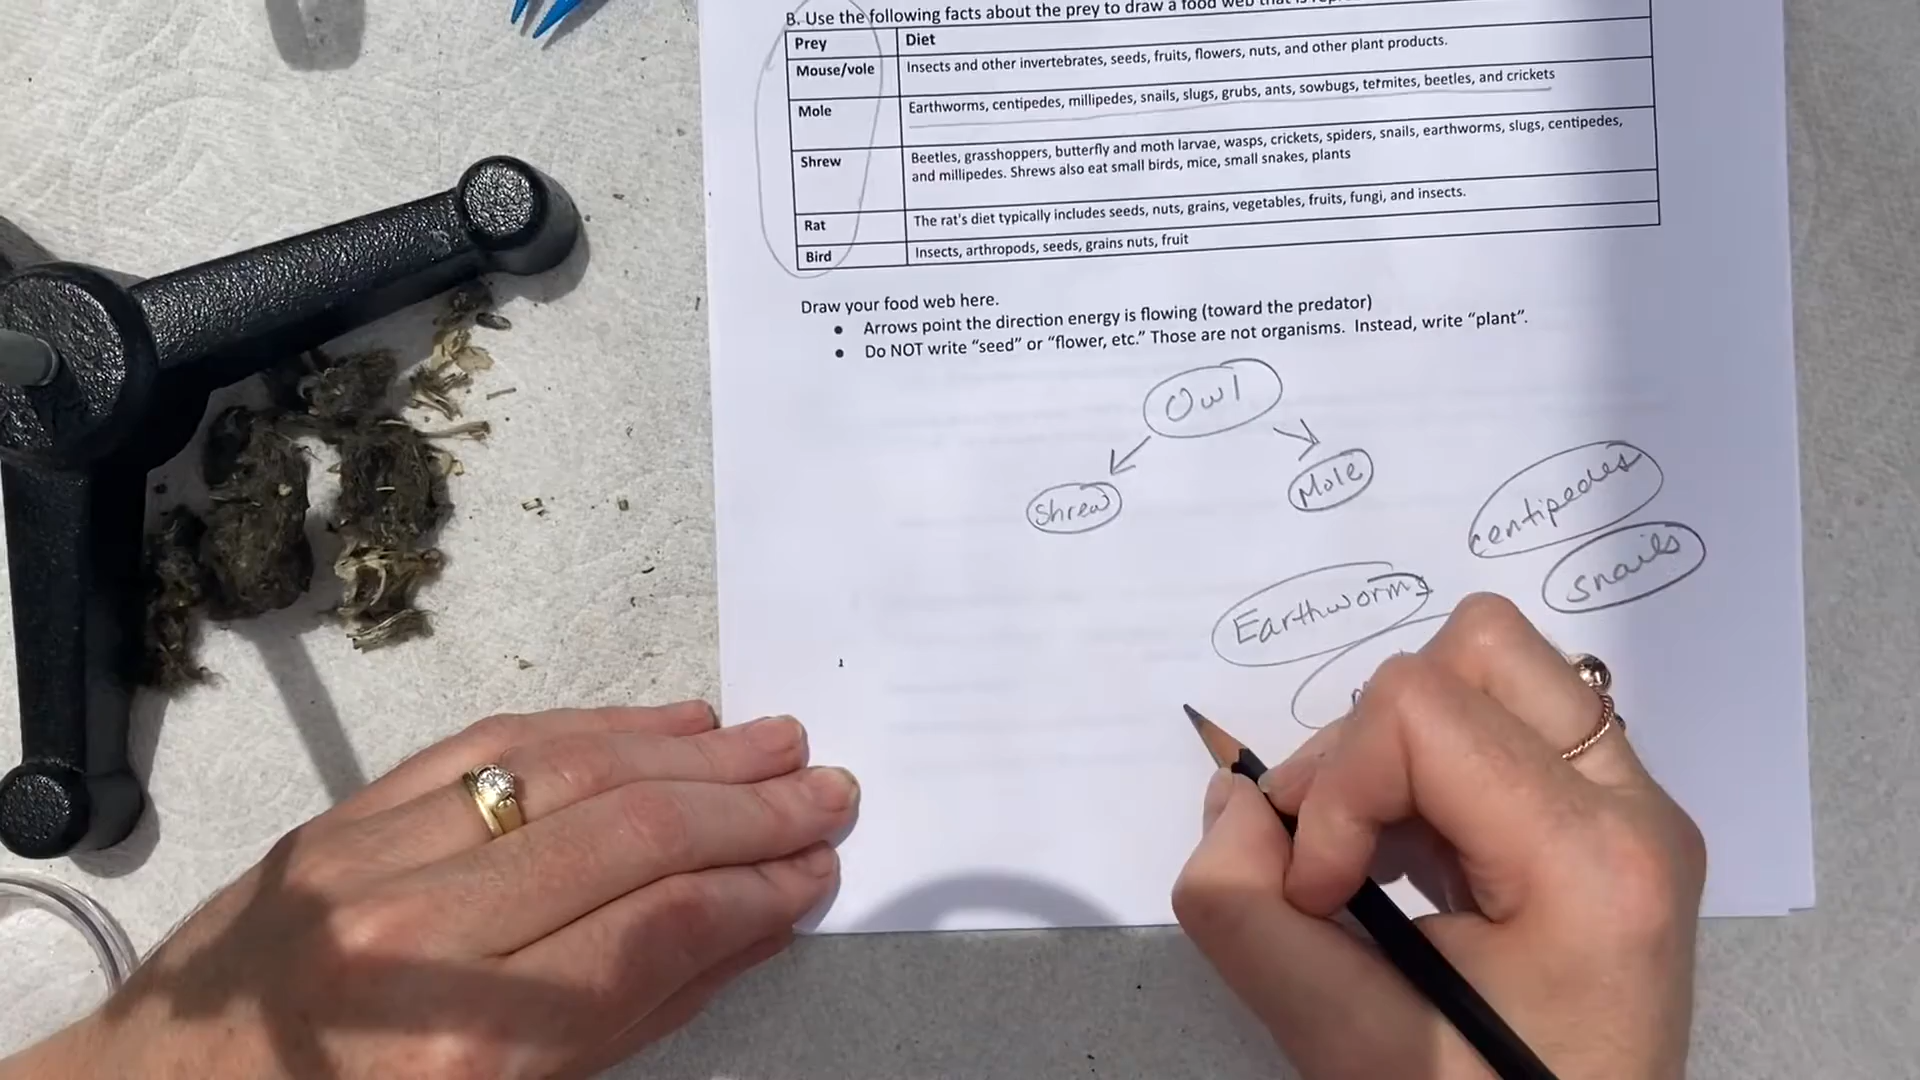 B. Use the following facts about the prey to draw a food web that is
Prey Diet
Mouse/vole Insects and other invertebrates, seeds, fruits, flowers, nuts, and other plant products.
Mole Earthworms, centipedes, millipedes, snails, slugs, grubs, ants, sowbugs, termites, beetles, and crickets
Shrew Beetles, grasshoppers, butterfly and moth larvae, wasps, crickets, spiders, snails, earthworms, slugs, centipedes,
and millipedes. Shrews also eat small birds, mice, small snakes, plants
Rat The rat's diet typically includes seeds, nuts, grains, vegetables, fruits, fungi, and insects.
Bird Insects, arthropods, seeds, grains nuts, fruit
Draw your food web here.
• Arrows point the direction energy is flowing (toward the predator)
• Do NOT write “seed” or “flower, etc.” Those are not organisms. Instead, write “plant”.
Owl
Shrew
Mole
centipedes
snails
Earthworms
1